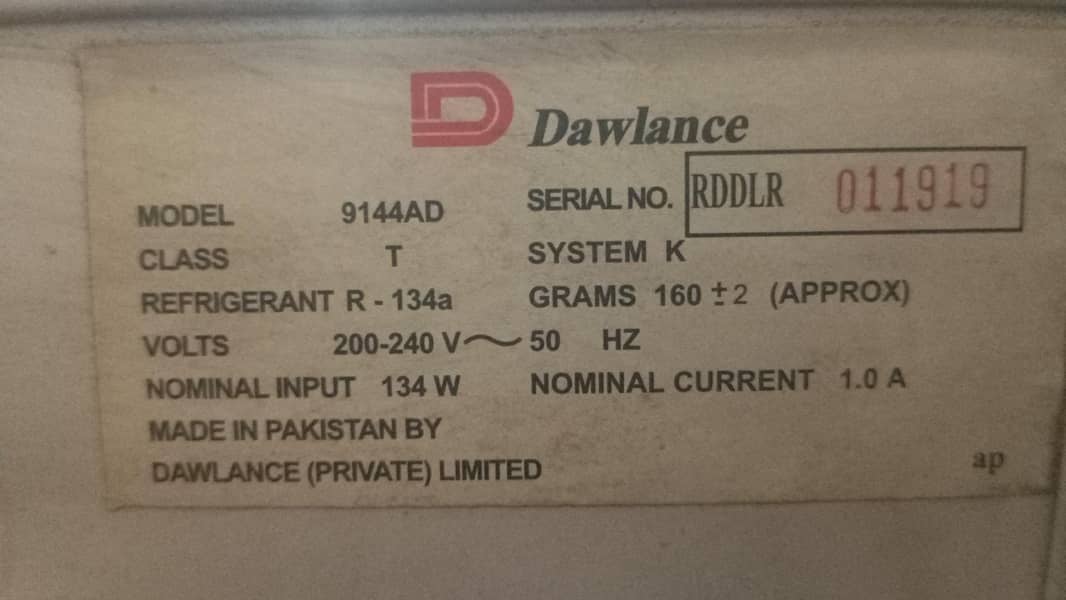 Dawlance
MODEL 9144AD SERIAL NO. RDDLR 011919
CLASS T SYSTEM K
REFRIGERANT R - 134a GRAMS 160 ±2 (APPROX)
VOLTS 200-240 V~ 50 HZ
NOMINAL INPUT 134 W NOMINAL CURRENT 1.0 A
MADE IN PAKISTAN BY
DAWLANCE (PRIVATE) LIMITED
ap